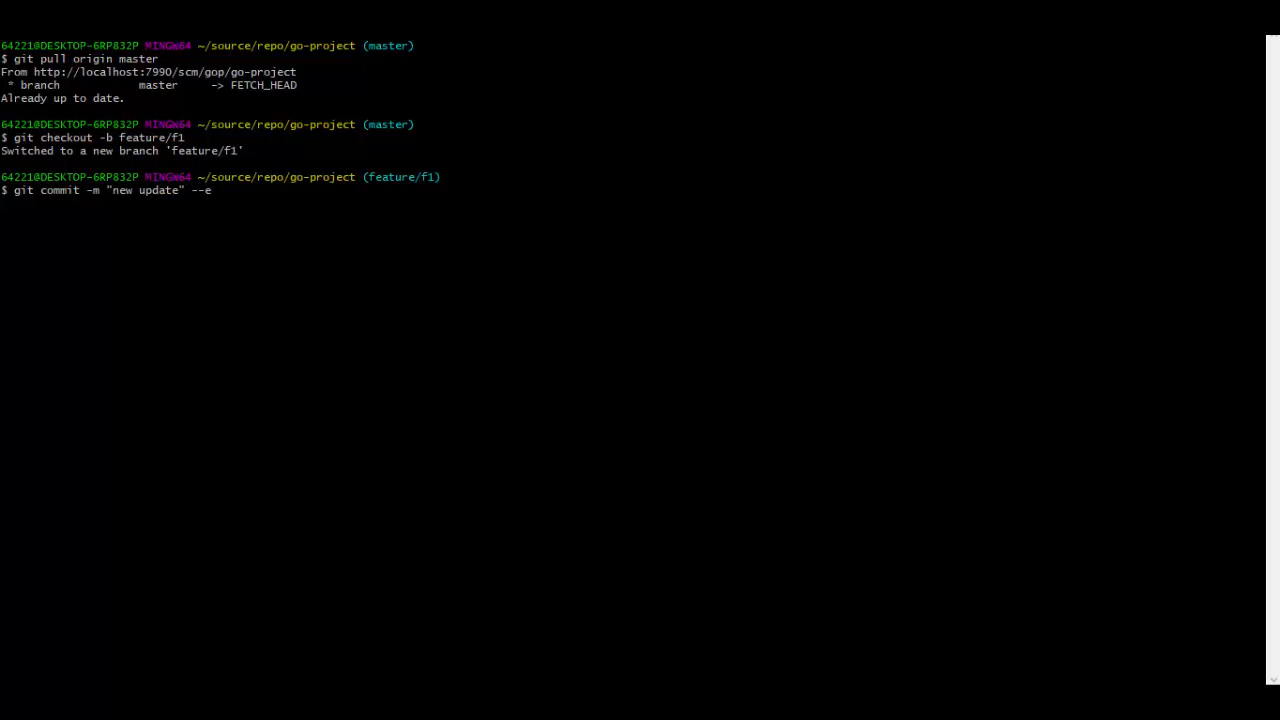 64221@DESKTOP-6RP832P MINGW64 ~/source/repo/go-project (master)
$ git pull origin master
From http://localhost:7990/scm/gop/go-project
 * branch            master     -> FETCH_HEAD
Already up to date.
64221@DESKTOP-6RP832P MINGW64 ~/source/repo/go-project (master)
$ git checkout -b feature/f1
Switched to a new branch 'feature/f1'
64221@DESKTOP-6RP832P MINGW64 ~/source/repo/go-project (feature/f1)
$ git commit -m "new update" --e